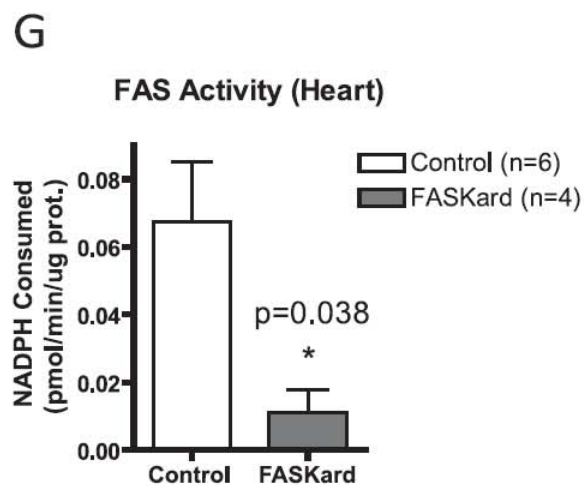 G
FAS Activity (Heart)
NADPH Consumed
(pmol/min/ug prot.)
0.08
0.06
0.04
0.02
0.00
Control (n=6)
FASKard (n=4)
p=0.038
*
Control
FASKard